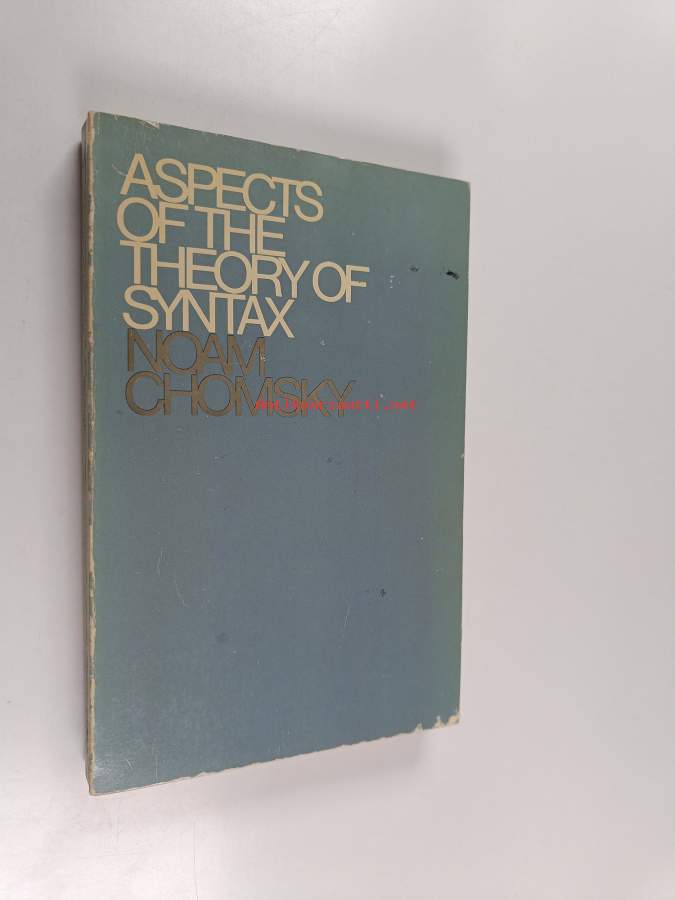 ASPECTS
OF THE
THEORY OF
SYNTAX
NOAM
CHOMSKY